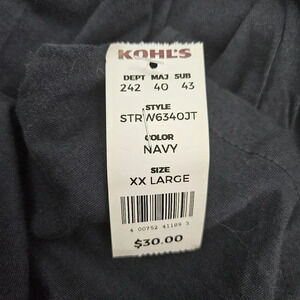 KOHL'S
DEPT MAJ SUB
242 40 43
STYLE
STRW6340JT
COLOR
NAVY
SIZE
XX LARGE
4 00752 41189 3
$30.00